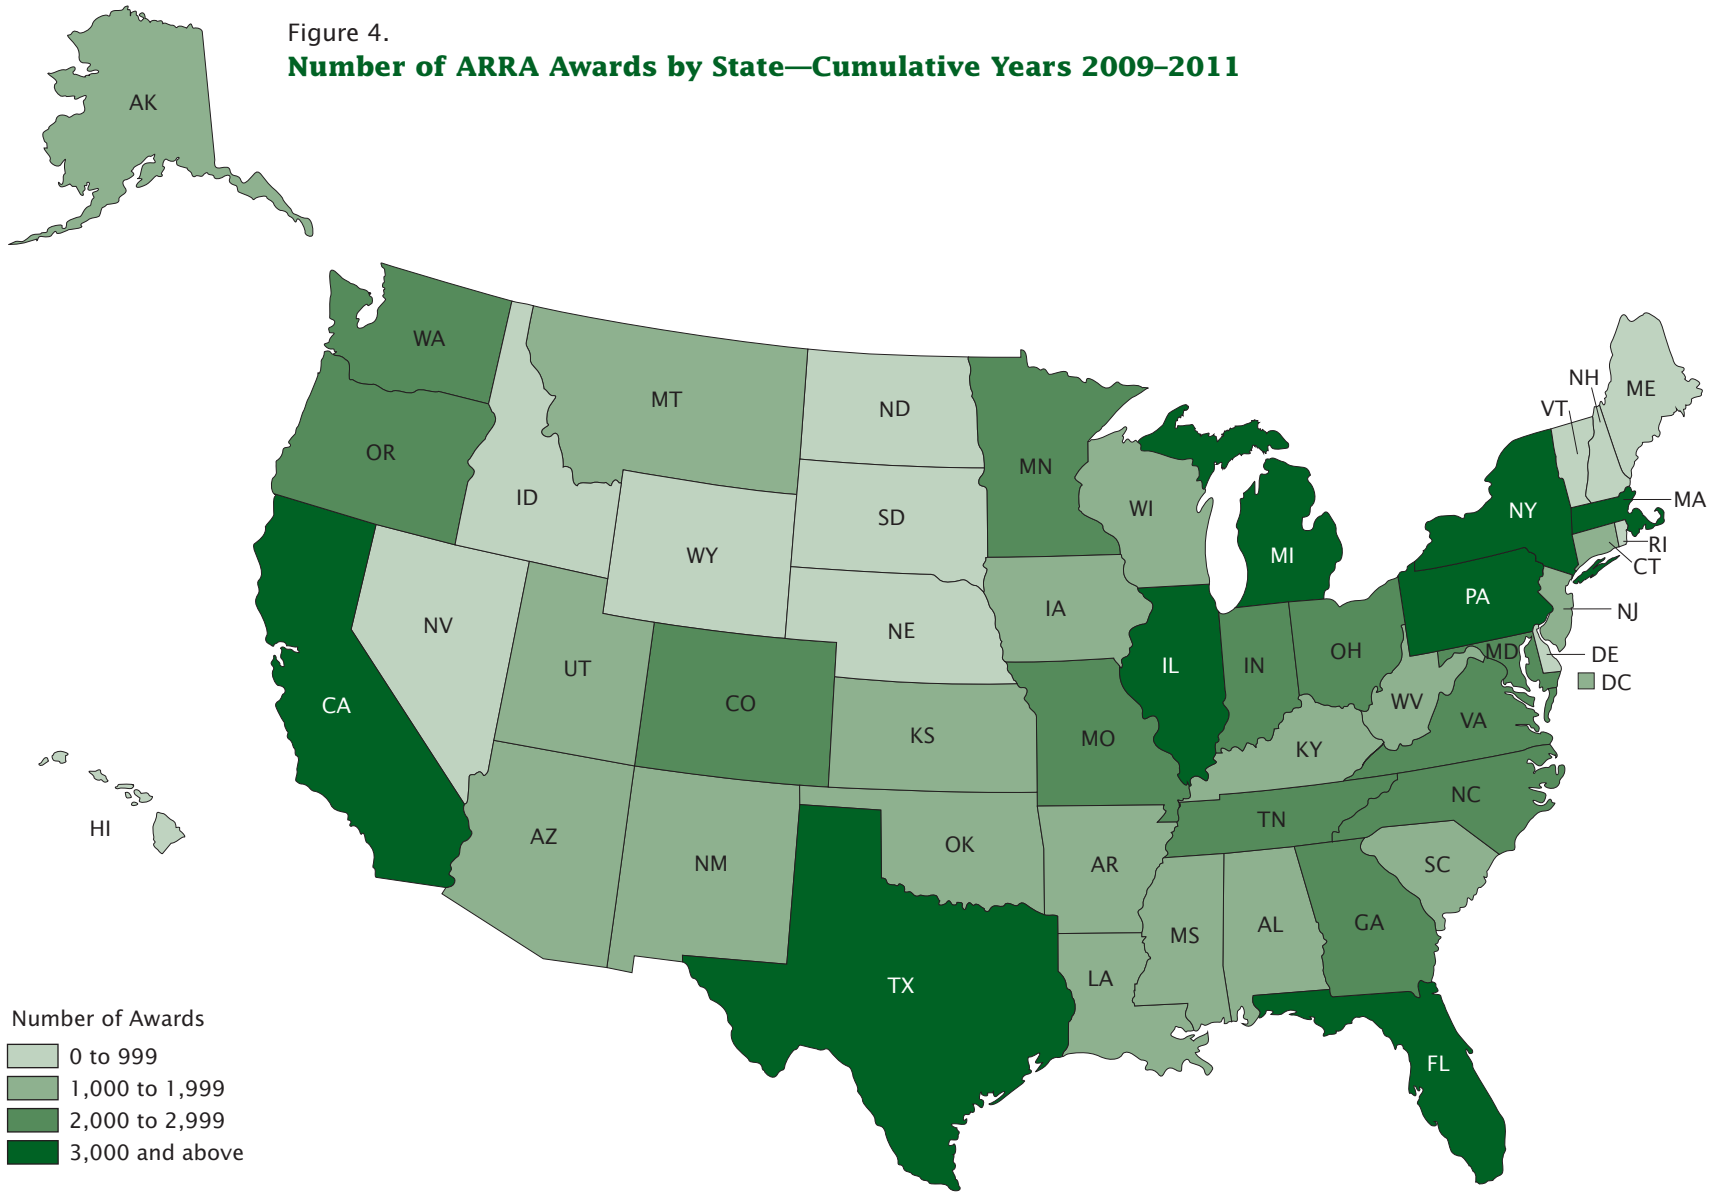 Figure 4.
Number of ARRA Awards by State—Cumulative Years 2009–2011
AK
WA
MT
ND
MN
NH
ME
VT
OR
ID
SD
WI
NY
MA
WY
MI
RI
CT
NV
NE
IA
PA
NJ
UT
CO
IL
IN
OH
MD
DE
DC
CA
KS
MO
WV
VA
KY
HI
AZ
NM
OK
AR
TN
NC
SC
MS
AL
GA
LA
TX
FL
Number of Awards
0 to 999
1,000 to 1,999
2,000 to 2,999
3,000 and above